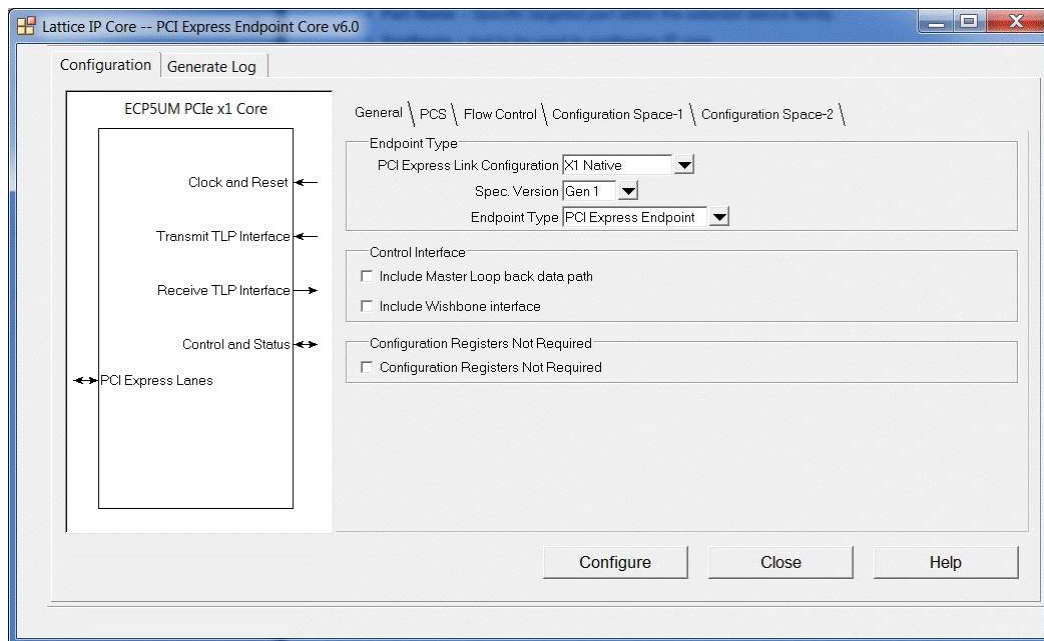 Lattice IP Core -- PCI Express Endpoint Core v6.0
Configuration
Generate Log
ECP5UM PCIe x1 Core
Clock and Reset
Transmit TLP Interface
Receive TLP Interface
Control and Status
PCI Express Lanes
General
PCS
Flow Control
Configuration Space-1
Configuration Space-2
Endpoint Type
PCI Express Link Configuration X1 Native
Spec. Version Gen 1
Endpoint Type PCI Express Endpoint
Control Interface
Include Master Loop back data path
Include Wishbone interface
Configuration Registers Not Required
Configuration Registers Not Required
Configure
Close
Help